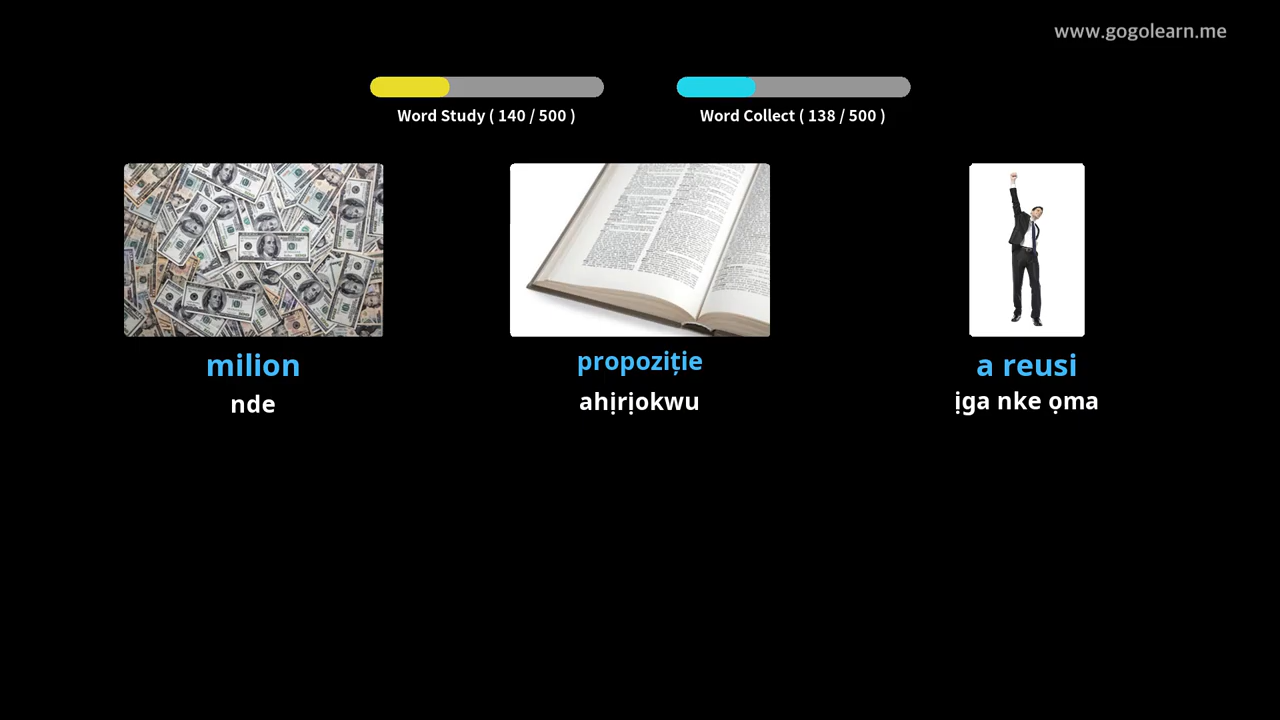 www.gogolearn.me
Word Study ( 140 / 500 )
Word Collect ( 138 / 500 )
milion
propoziție
a reusi
nde
ahịrịokwu
ịga nke ọma